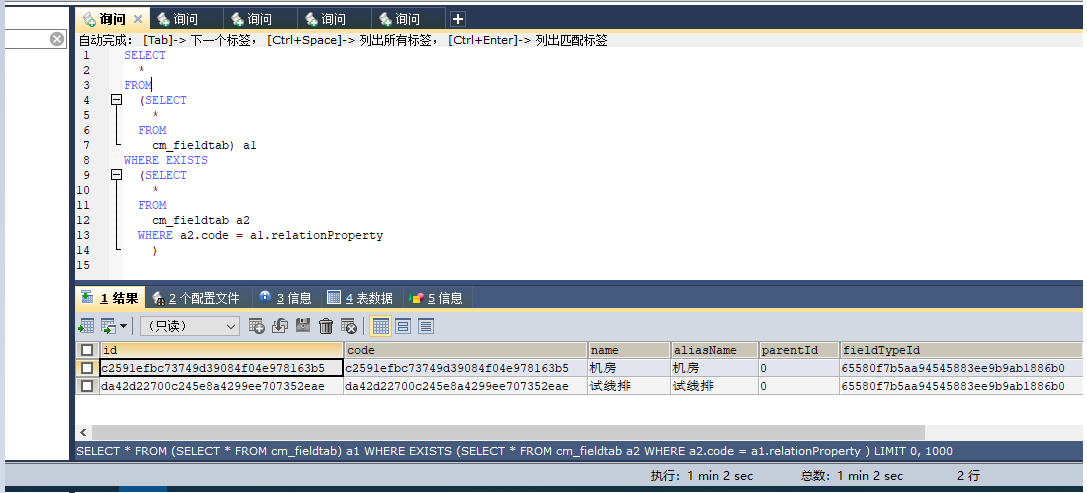 询问 询问 询问 询问 询问
自动完成： [Tab]-> 下一个标签， [Ctrl+Space]-> 列出所有标签， [Ctrl+Enter]-> 列出匹配标签
1 SELECT
2 *
3 FROM
4 (SELECT
5 *
6 FROM
7 cm_fieldtab) a1
8 WHERE EXISTS
9 (SELECT
10 *
11 FROM
12 cm_fieldtab a2
13 WHERE a2.code = a1.relationProperty
14 )
15
1 结果 2 个配置文件 3 信息 4 表数据 5 信息
（只读）
id code name aliasName parentId fieldTypeId
c2591efbc73749d39084f04e978163b5 c2591efbc73749d39084f04e978163b5 机房 机房 0 65580f7b5aa94545883ee9b9ab1886b0
da42d22700c245e8a4299ee707352eae da42d22700c245e8a4299ee707352eae 试线排 试线排 0 65580f7b5aa94545883ee9b9ab1886b0
SELECT * FROM (SELECT * FROM cm_fieldtab) a1 WHERE EXISTS (SELECT * FROM cm_fieldtab a2 WHERE a2.code = a1.relationProperty ) LIMIT 0, 1000
执行： 1 min 2 sec 总数： 1 min 2 sec 2 行